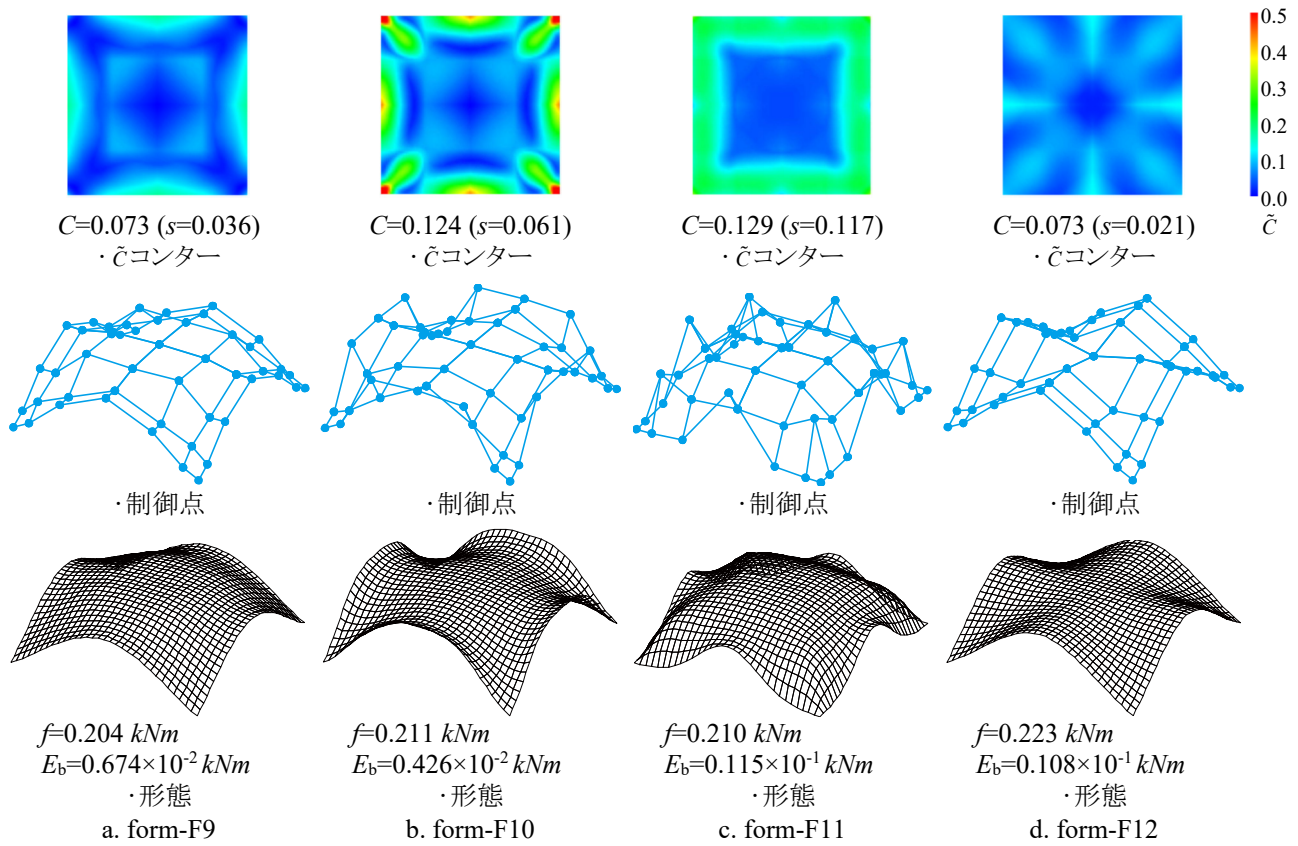 0.5
0.4
0.3
0.2
0.1
0.0
C̃
C=0.073 (s=0.036)
C=0.124 (s=0.061)
C=0.129 (s=0.117)
C=0.073 (s=0.021)
・C̃コンター
・C̃コンター
・C̃コンター
・C̃コンター
・制御点
・制御点
・制御点
・制御点
f=0.204 kNm
E_b=0.674×10^-2 kNm
・形態
a. form-F9
f=0.211 kNm
E_b=0.426×10^-2 kNm
・形態
b. form-F10
f=0.210 kNm
E_b=0.115×10^-1 kNm
・形態
c. form-F11
f=0.223 kNm
E_b=0.108×10^-1 kNm
・形態
d. form-F12